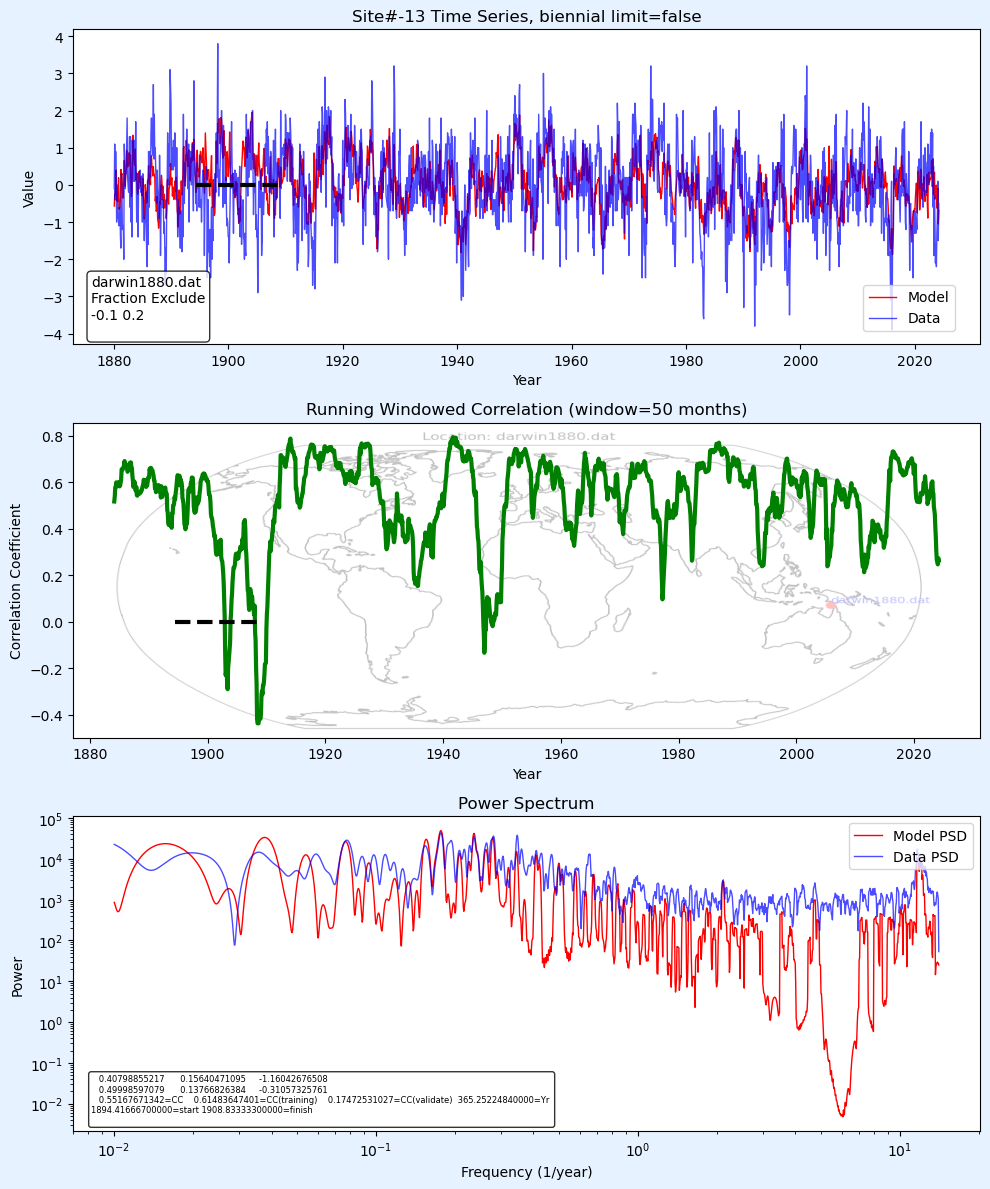 Site#-13 Time Series, biennial limit=false
4
3
2
1
0
−1
−2
−3
−4
Value
darwin1880.dat
Fraction Exclude
-0.1 0.2
Model
Data
1880 1900 1920 1940 1960 1980 2000 2020
Year
Running Windowed Correlation (window=50 months)
Location: darwin1880.dat
0.8
0.6
0.4
0.2
0.0
−0.2
−0.4
Correlation Coefficient
darwin1880.dat
1880 1900 1920 1940 1960 1980 2000 2020
Year
Power Spectrum
10^5
10^4
10^3
10^2
10^1
10^0
10^−1
10^−2
Power
Model PSD
Data PSD
0.40798855217 0.15640471095 -1.16042676508
0.49998597079 0.13766826384 -0.31057325761
0.55167671342=CC 0.61483647401=CC(training) 0.17472531027=CC(validate) 365.25224840000=Yr
1894.41666700000=start 1908.83333300000=finish
10^−2 10^−1 10^0 10^1
Frequency (1/year)